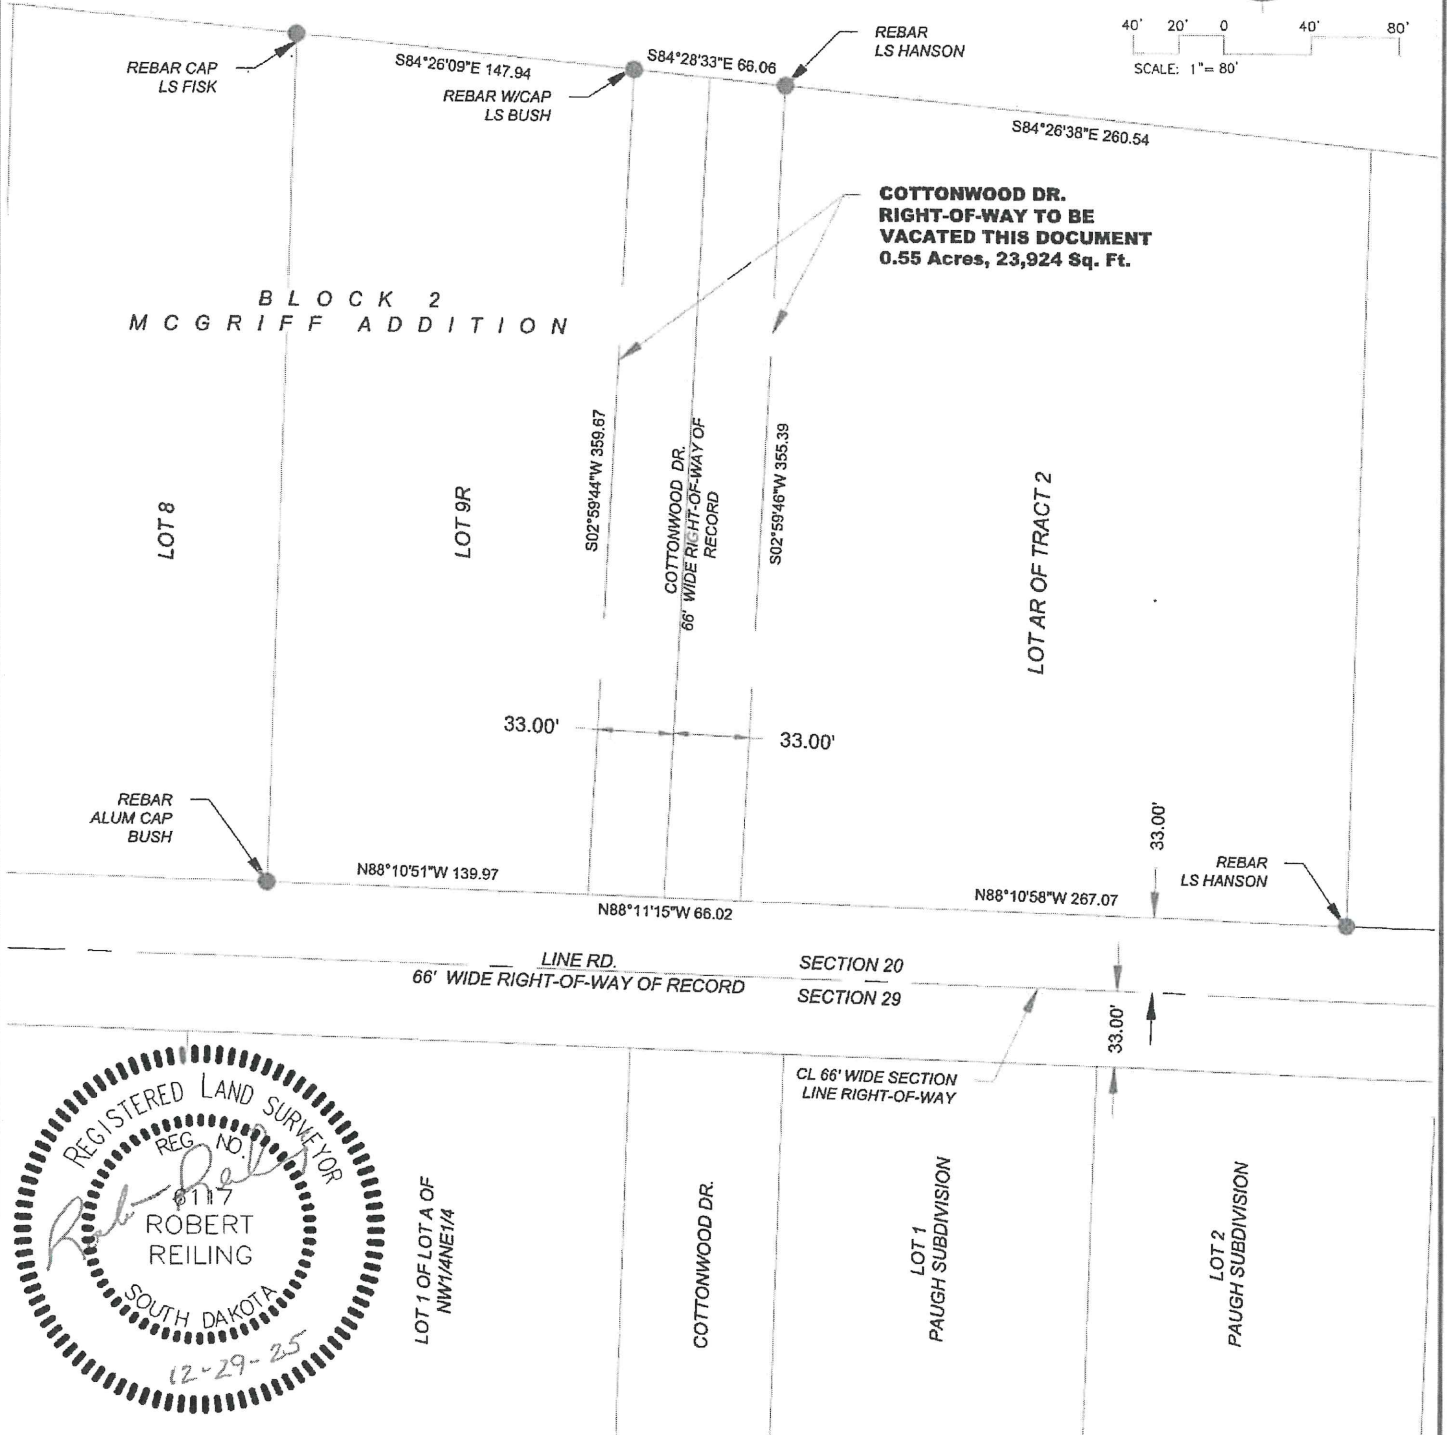 40' 20' 0 40' 80'
SCALE: 1"= 80'
REBAR CAP
LS FISK
S84°26'09"E 147.94
REBAR W/CAP
LS BUSH
S84°28'33"E 66.06
REBAR
LS HANSON
S84°26'38"E 260.54
COTTONWOOD DR.
RIGHT-OF-WAY TO BE
VACATED THIS DOCUMENT
0.55 Acres, 23,924 Sq. Ft.
BLOCK 2
MCGRIFF ADDITION
LOT 8
LOT 9R
S02°59'44"W 359.67
COTTONWOOD DR.
66' WIDE RIGHT-OF-WAY OF
RECORD
S02°59'46"W 355.39
LOT AR OF TRACT 2
33.00'
33.00'
REBAR
ALUM CAP
BUSH
33.00'
REBAR
LS HANSON
N88°10'51"W 139.97
N88°11'15"W 66.02
N88°10'58"W 267.07
LINE RD.
66' WIDE RIGHT-OF-WAY OF RECORD
SECTION 20
SECTION 29
33.00'
CL 66' WIDE SECTION
LINE RIGHT-OF-WAY
REGISTERED LAND SURVEYOR
REG. NO.
6117
ROBERT
REILING
SOUTH DAKOTA
12-29-25
LOT 1 OF LOT A OF
NW1/4NE1/4
COTTONWOOD DR.
LOT 1
PAUGH SUBDIVISION
LOT 2
PAUGH SUBDIVISION